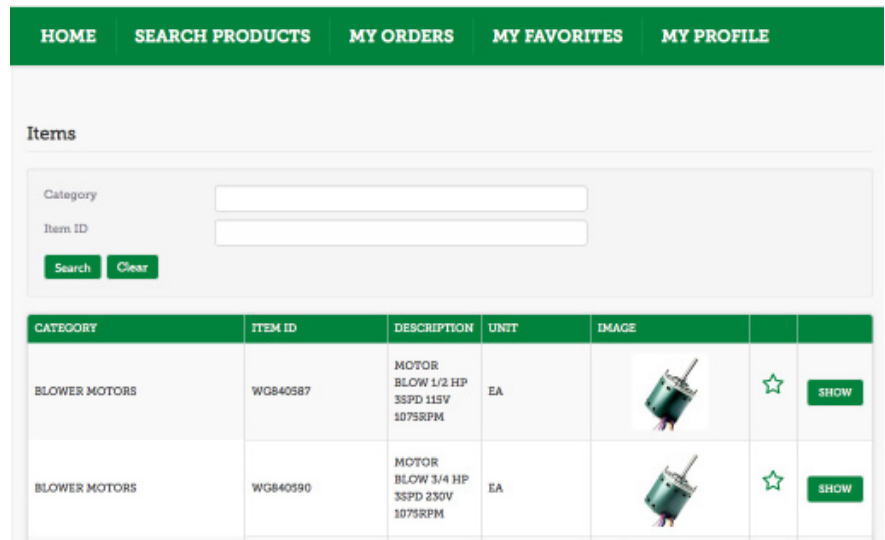 HOME SEARCH PRODUCTS MY ORDERS MY FAVORITES MY PROFILE
Items
Category
Item ID
Search Clear
CATEGORY ITEM ID DESCRIPTION UNIT IMAGE
BLOWER MOTORS WG840587 MOTOR BLOW 1/2 HP 3SPD 115V 1075RPM EA SHOW
BLOWER MOTORS WG840590 MOTOR BLOW 3/4 HP 3SPD 230V 1075RPM EA SHOW